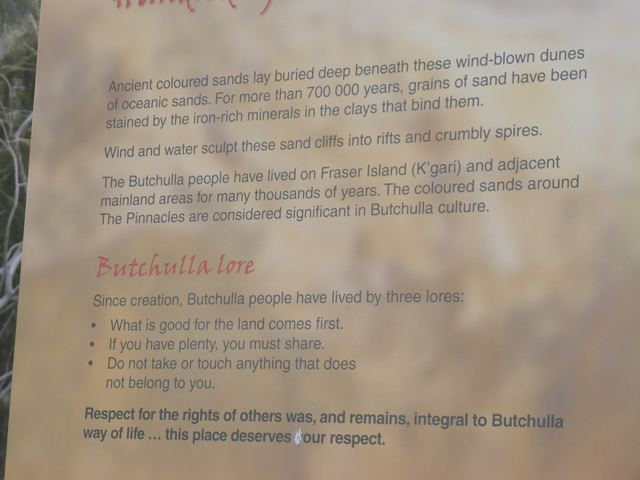 Ancient coloured sands lay buried deep beneath these wind-blown dunes
of oceanic sands. For more than 700 000 years, grains of sand have been
stained by the iron-rich minerals in the clays that bind them.
Wind and water sculpt these sand cliffs into rifts and crumbly spires.
The Butchulla people have lived on Fraser Island (K'gari) and adjacent
mainland areas for many thousands of years. The coloured sands around
The Pinnacles are considered significant in Butchulla culture.
Butchulla lore
Since creation, Butchulla people have lived by three lores:
• What is good for the land comes first.
• If you have plenty, you must share.
• Do not take or touch anything that does
not belong to you.
Respect for the rights of others was, and remains, integral to Butchulla
way of life ... this place deserves your respect.